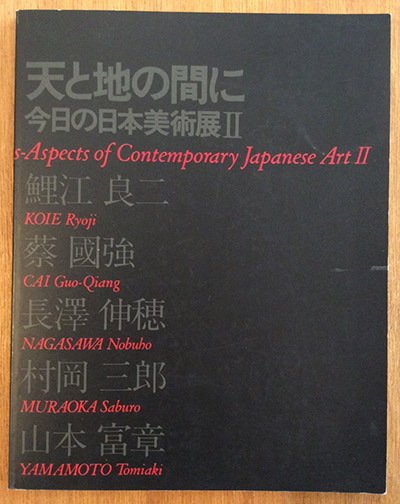 天と地の間に
今日の日本美術展II
s-Aspects of Contemporary Japanese Art II
鯉江 良二
KOIE Ryoji
蔡 國強
CAI Guo-Qiang
長澤 伸穂
NAGASAWA Nobuho
村岡 三郎
MURAOKA Saburo
山本 富章
YAMAMOTO Tomiaki